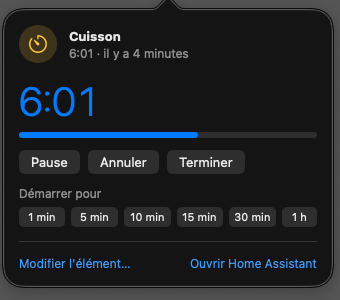 Cuisson
6:01 · il y a 4 minutes
6:01
Pause Annuler Terminer
Démarrer pour
1 min 5 min 10 min 15 min 30 min 1 h
Modifier l'élément... Ouvrir Home Assistant